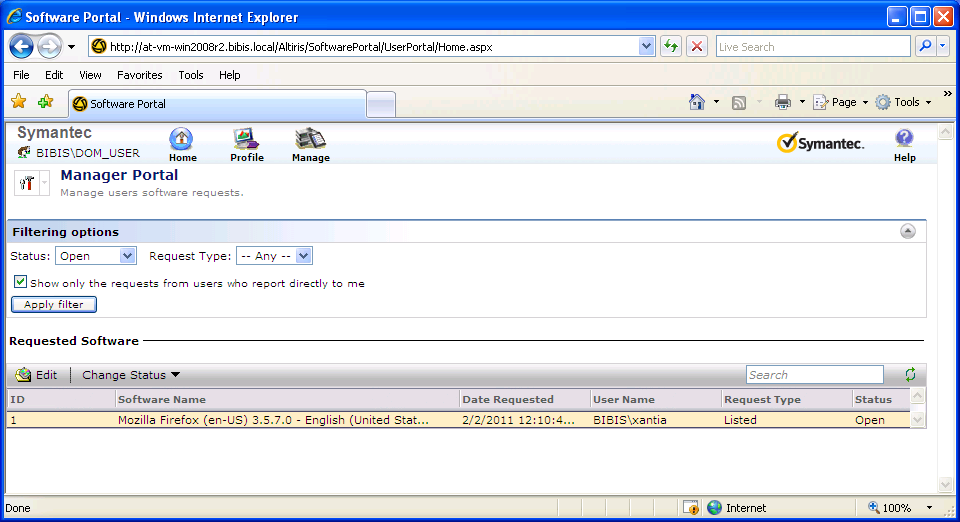 Software Portal - Windows Internet Explorer
http://at-vm-win2008r2.bibis.local/Altiris/SoftwarePortal/UserPortal/Home.aspx
Live Search
File Edit View Favorites Tools Help
Software Portal
Page Tools
Symantec
BIBIS\DOM_USER
Home Profile Manage
Symantec.
Help
Manager Portal
Manage users software requests.
Filtering options
Status: Open Request Type: -- Any --
Show only the requests from users who report directly to me
Apply filter
Requested Software
Edit Change Status Search
ID Software Name Date Requested User Name Request Type Status
1 Mozilla Firefox (en-US) 3.5.7.0 - English (United Stat... 2/2/2011 12:10:4... BIBIS\xantia Listed Open
Done Internet 100%